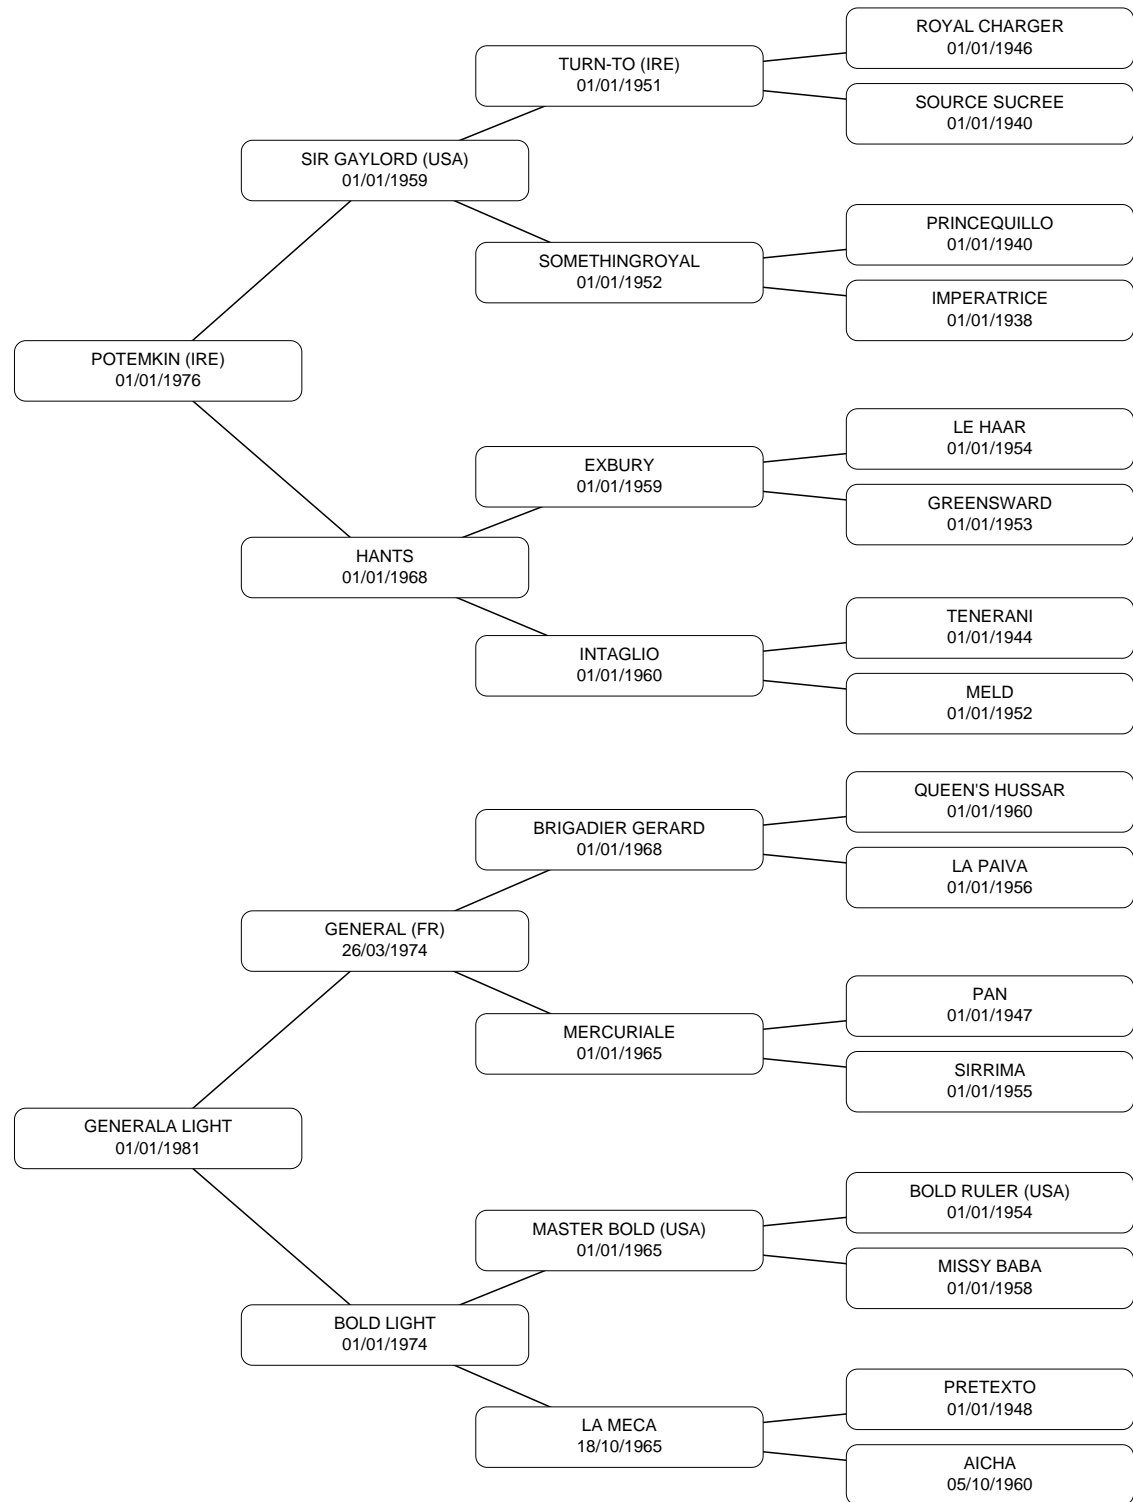 ROYAL CHARGER
01/01/1946
TURN-TO (IRE)
01/01/1951
SOURCE SUCREE
01/01/1940
SIR GAYLORD (USA)
01/01/1959
PRINCEQUILLO
01/01/1940
SOMETHINGROYAL
01/01/1952
IMPERATRICE
01/01/1938
POTEMKIN (IRE)
01/01/1976
LE HAAR
01/01/1954
EXBURY
01/01/1959
GREENSWARD
01/01/1953
HANTS
01/01/1968
TENERANI
01/01/1944
INTAGLIO
01/01/1960
MELD
01/01/1952
QUEEN'S HUSSAR
01/01/1960
BRIGADIER GERARD
01/01/1968
LA PAIVA
01/01/1956
GENERAL (FR)
26/03/1974
PAN
01/01/1947
MERCURIALE
01/01/1965
SIRRIMA
01/01/1955
GENERALA LIGHT
01/01/1981
BOLD RULER (USA)
01/01/1954
MASTER BOLD (USA)
01/01/1965
MISSY BABA
01/01/1958
BOLD LIGHT
01/01/1974
PRETEXTO
01/01/1948
LA MECA
18/10/1965
AICHA
05/10/1960